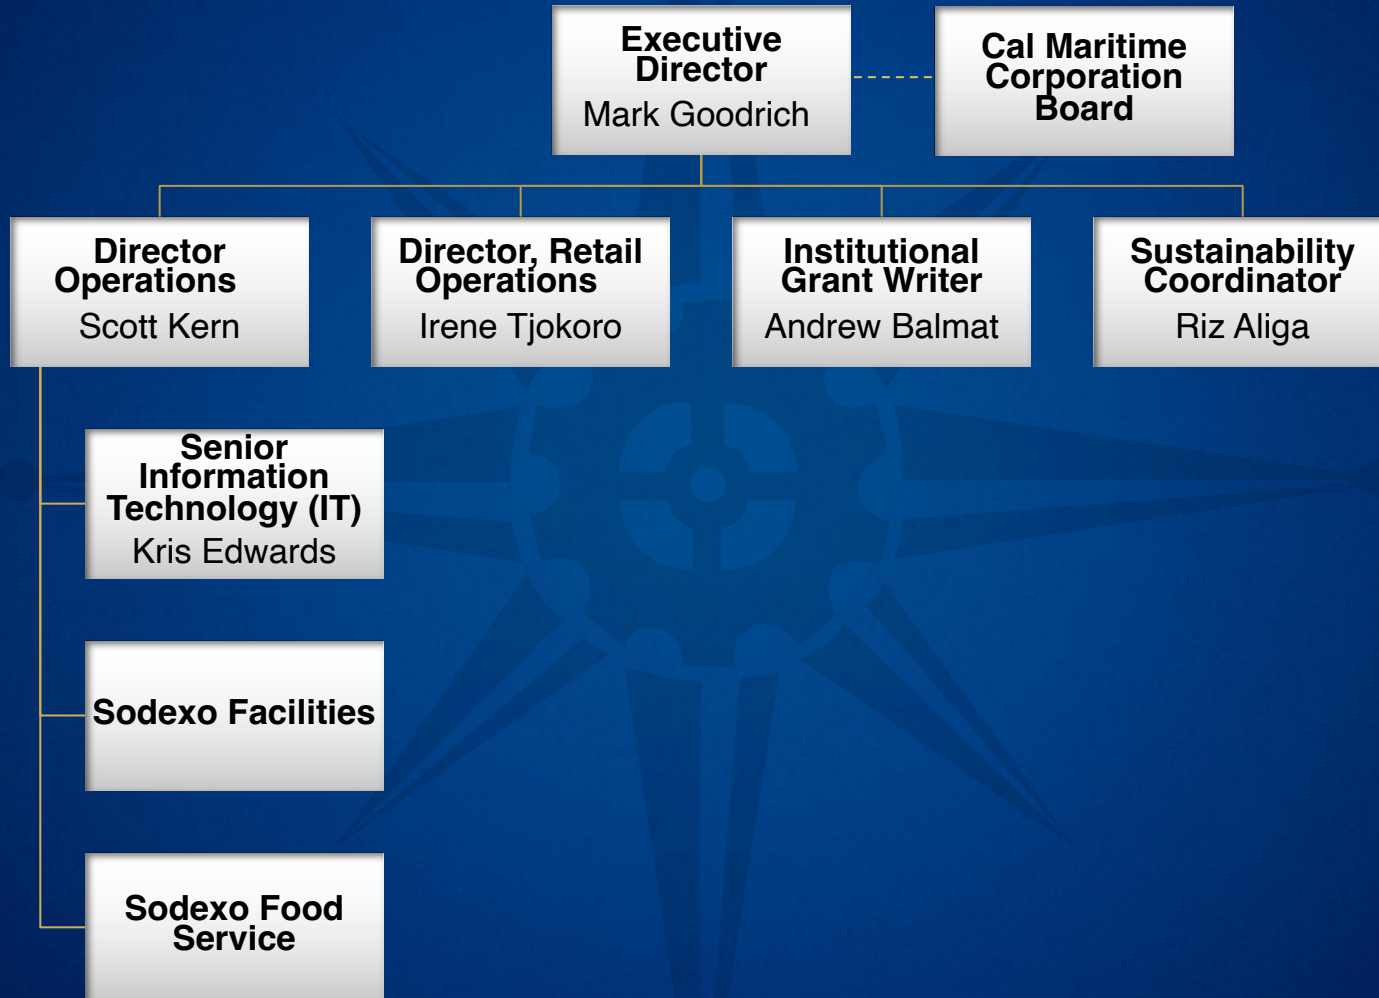 Executive
Director
Mark Goodrich
Cal Maritime
Corporation
Board
Director
Operations
Scott Kern
Director, Retail
Operations
Irene Tjokoro
Institutional
Grant Writer
Andrew Balmat
Sustainability
Coordinator
Riz Aliga
Senior
Information
Technology (IT)
Kris Edwards
Sodexo Facilities
Sodexo Food
Service